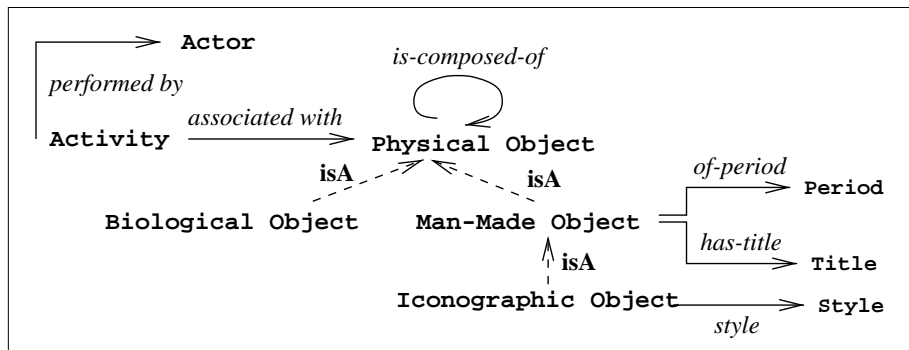 Actor
is-composed-of
performed by
associated with
Activity
Physical Object
isA
isA
of-period
Period
Biological Object
Man-Made Object
has-title
isA
Title
Iconographic Object
Style
style